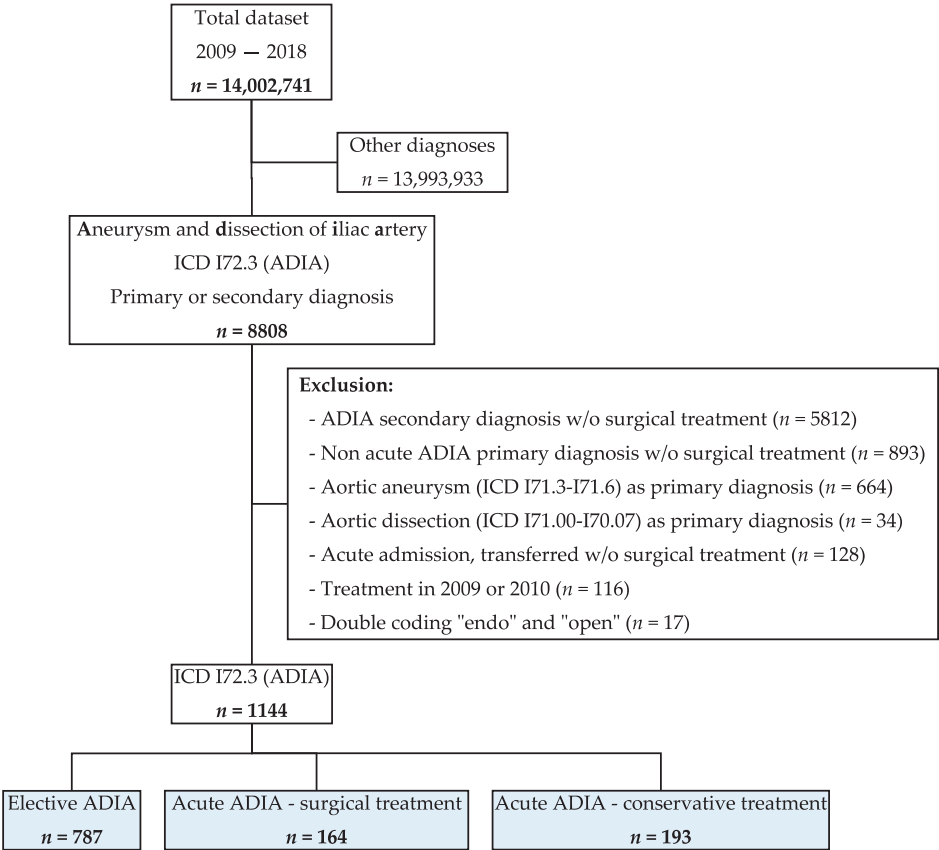 Total dataset
2009 — 2018
n = 14,002,741
Other diagnoses
n = 13,993,933
Aneurysm and dissection of iliac artery
ICD I72.3 (ADIA)
Primary or secondary diagnosis
n = 8808
Exclusion:
- ADIA secondary diagnosis w/o surgical treatment (n = 5812)
- Non acute ADIA primary diagnosis w/o surgical treatment (n = 893)
- Aortic aneurysm (ICD I71.3-I71.6) as primary diagnosis (n = 664)
- Aortic dissection (ICD I71.00-I70.07) as primary diagnosis (n = 34)
- Acute admission, transferred w/o surgical treatment (n = 128)
- Treatment in 2009 or 2010 (n = 116)
- Double coding "endo" and "open" (n = 17)
ICD I72.3 (ADIA)
n = 1144
Elective ADIA
n = 787
Acute ADIA - surgical treatment
n = 164
Acute ADIA - conservative treatment
n = 193